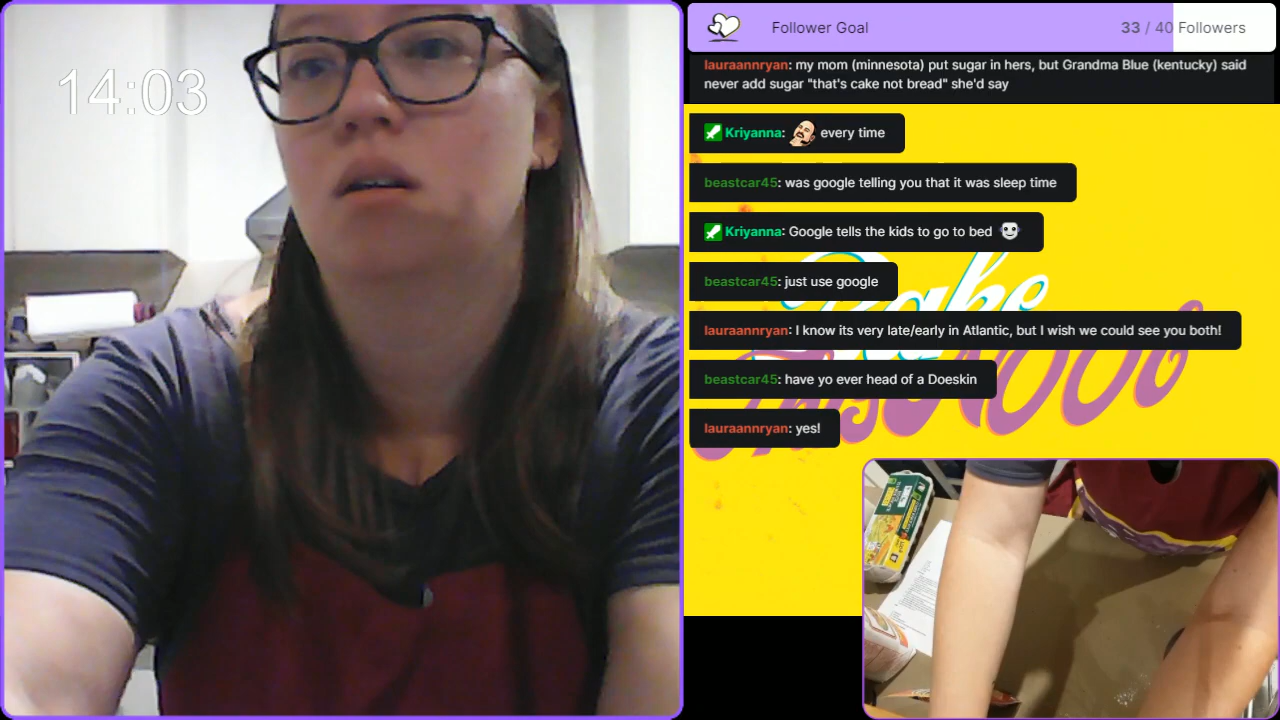 14:03
Follower Goal
33 / 40 Followers
lauraannryan: my mom (minnesota) put sugar in hers, but Grandma Blue (kentucky) said
never add sugar "that's cake not bread" she'd say
Kriyanna: every time
beastcar45: was google telling you that it was sleep time
Kriyanna: Google tells the kids to go to bed
beastcar45: just use google
lauraannryan: I know its very late/early in Atlantic, but I wish we could see you both!
beastcar45: have yo ever head of a Doeskin
lauraannryan: yes!
Bake
This
NOOb